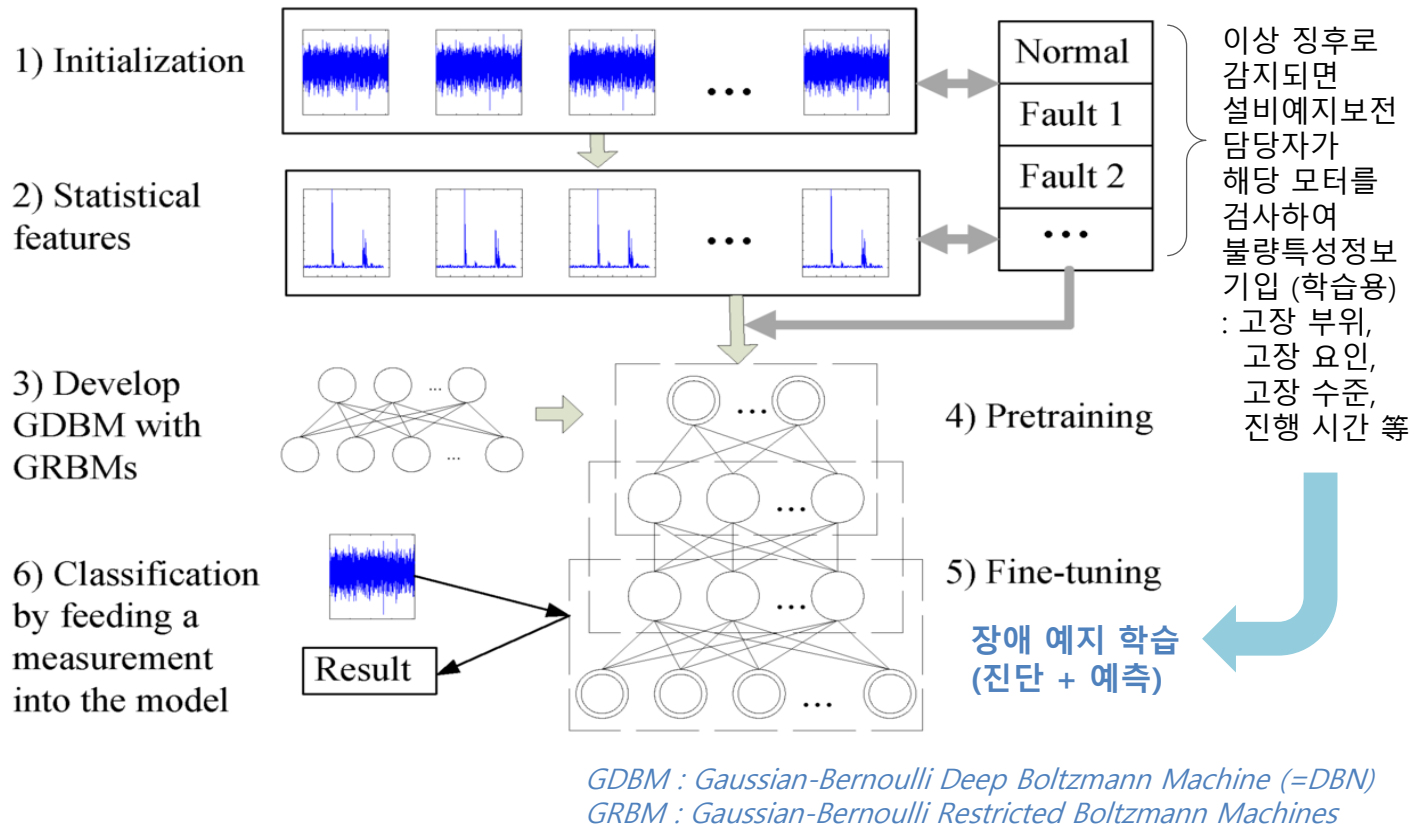 1) Initialization
...
Normal
Fault 1
Fault 2
...
이상 징후로
감지되면
설비예지보전
담당자가
해당 모터를
검사하여
불량특성정보
기입 (학습용)
: 고장 부위,
고장 요인,
고장 수준,
진행 시간 等
2) Statistical
features
...
3) Develop
GDBM with
GRBMs
...
...
...
4) Pretraining
...
...
5) Fine-tuning
...
장애 예지 학습
(진단 + 예측)
6) Classification
by feeding a
measurement
into the model
Result
GDBM : Gaussian-Bernoulli Deep Boltzmann Machine (=DBN)
GRBM : Gaussian-Bernoulli Restricted Boltzmann Machines